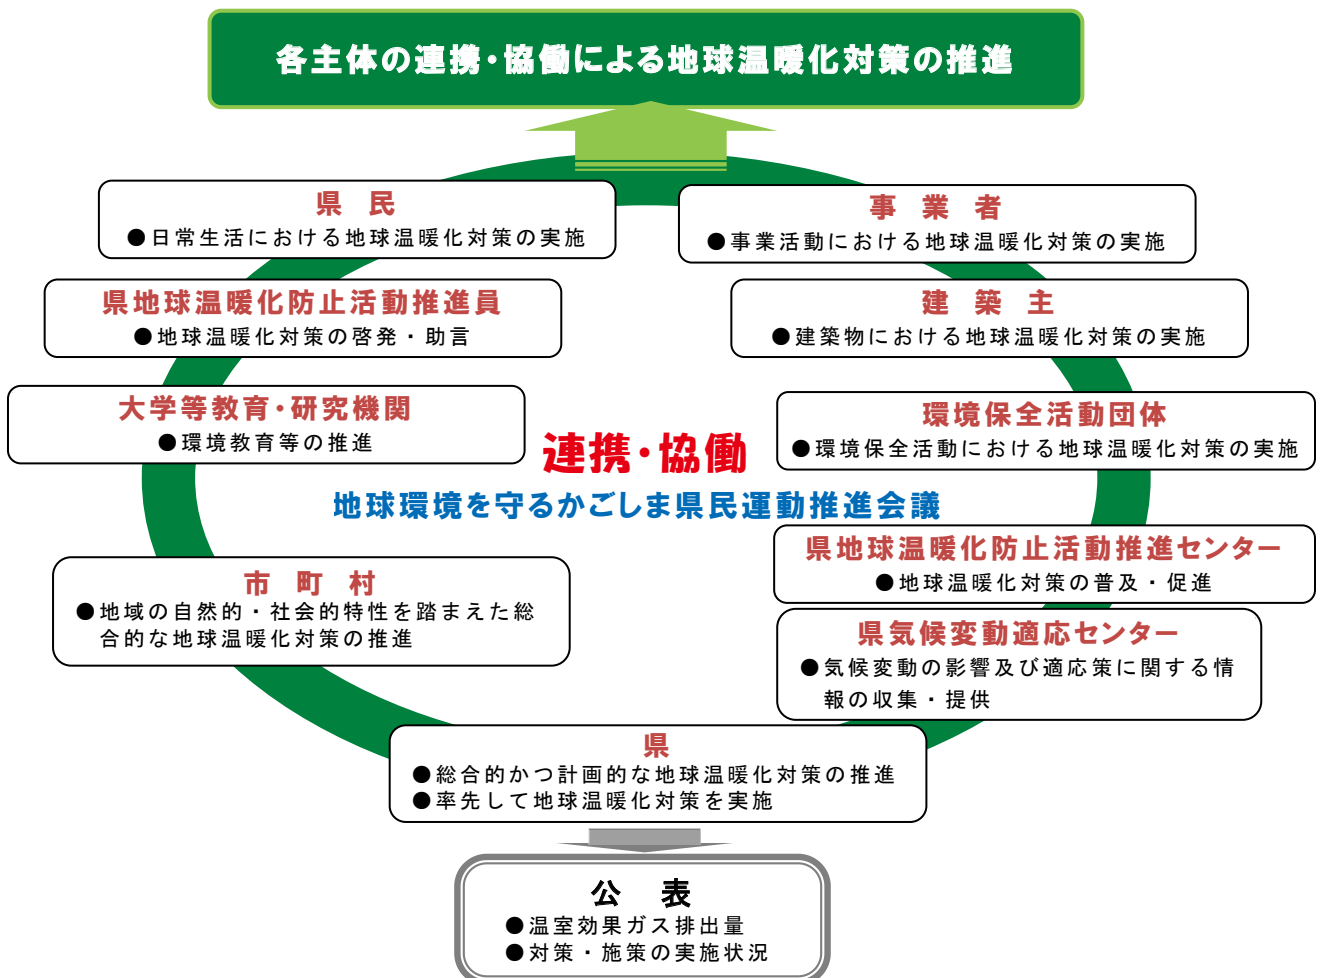 各主体の連携・協働による地球温暖化対策の推進
県 民
●日常生活における地球温暖化対策の実施
事 業 者
●事業活動における地球温暖化対策の実施
県地球温暖化防止活動推進員
●地球温暖化対策の啓発・助言
建 築 主
●建築物における地球温暖化対策の実施
大学等教育・研究機関
●環境教育等の推進
環境保全活動団体
●環境保全活動における地球温暖化対策の実施
連携・協働
地球環境を守るかごしま県民運動推進会議
県地球温暖化防止活動推進センター
●地球温暖化対策の普及・促進
市 町 村
●地域の自然的・社会的特性を踏まえた総
合的な地球温暖化対策の推進
県気候変動適応センター
●気候変動の影響及び適応策に関する情
報の収集・提供
県
●総合的かつ計画的な地球温暖化対策の推進
●率先して地球温暖化対策を実施
公 表
●温室効果ガス排出量
●対策・施策の実施状況